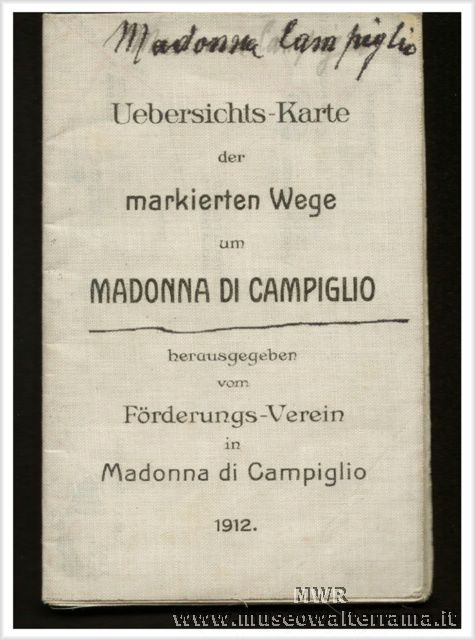 Madonna Campiglio
Uebersichts-Karte
der
markierten Wege
um
MADONNA DI CAMPIGLIO
herausgegeben
vom
Förderungs-Verein
in
Madonna di Campiglio
1912.
MWR
www.museowalterrama.it